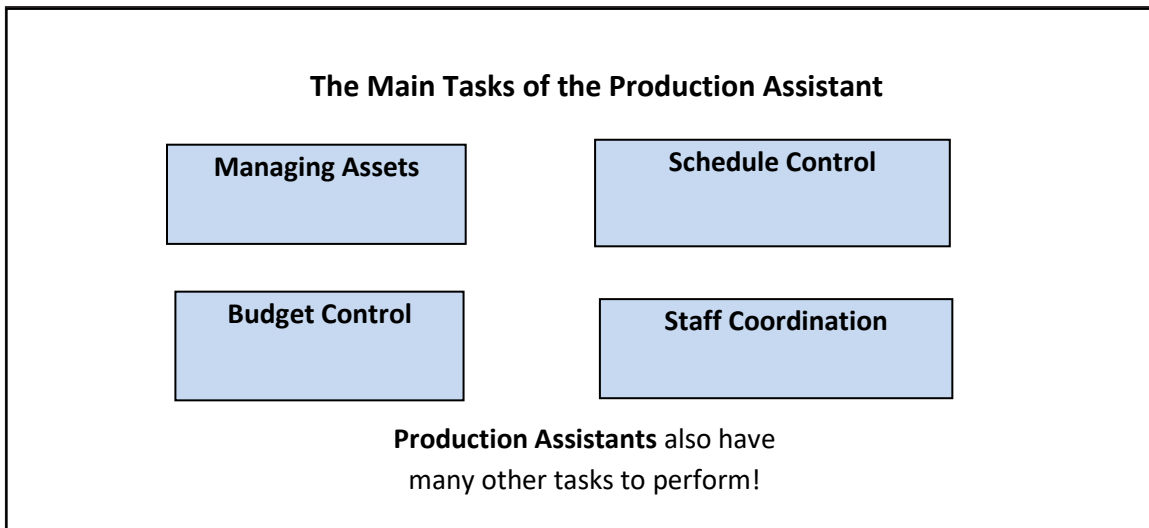 The Main Tasks of the Production Assistant
Managing Assets
Schedule Control
Budget Control
Staff Coordination
Production Assistants also have
many other tasks to perform!